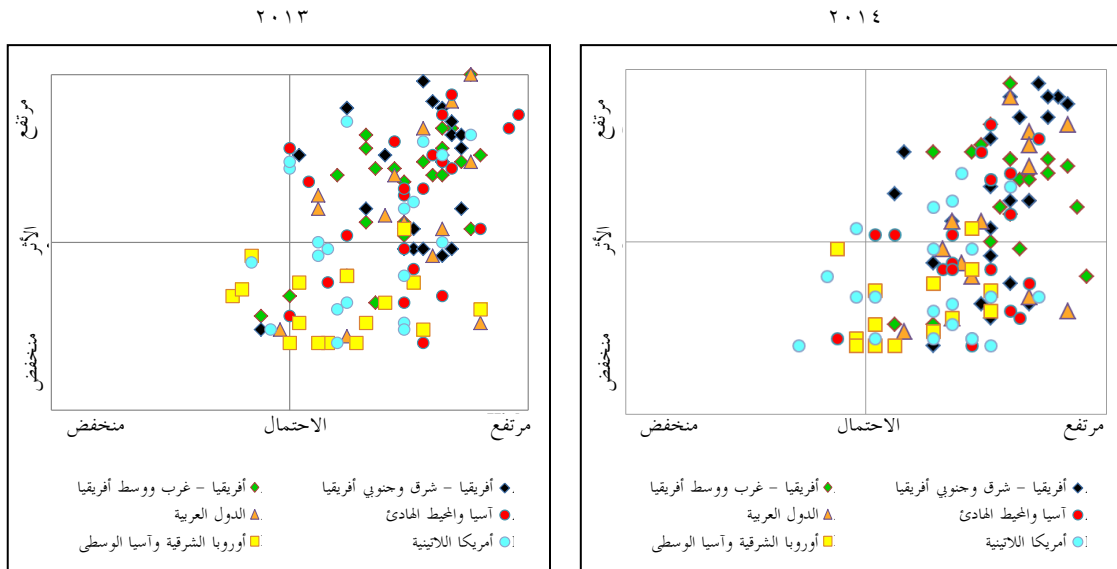 ٢٠١٣
٢٠١٤
مرتفع
الأثر
منخفض
منخفض
الاحتمال
مرتفع
أفريقيا – شرق وجنوبي أفريقيا
أفريقيا – غرب ووسط أفريقيا
آسيا والمحيط الهادئ
الدول العربية
أمريكا اللاتينية
أوروبا الشرقية وآسيا الوسطى
مرتفع
الأثر
منخفض
منخفض
الاحتمال
مرتفع
أفريقيا – شرق وجنوبي أفريقيا
أفريقيا – غرب ووسط أفريقيا
آسيا والمحيط الهادئ
الدول العربية
أمريكا اللاتينية
أوروبا الشرقية وآسيا الوسطى